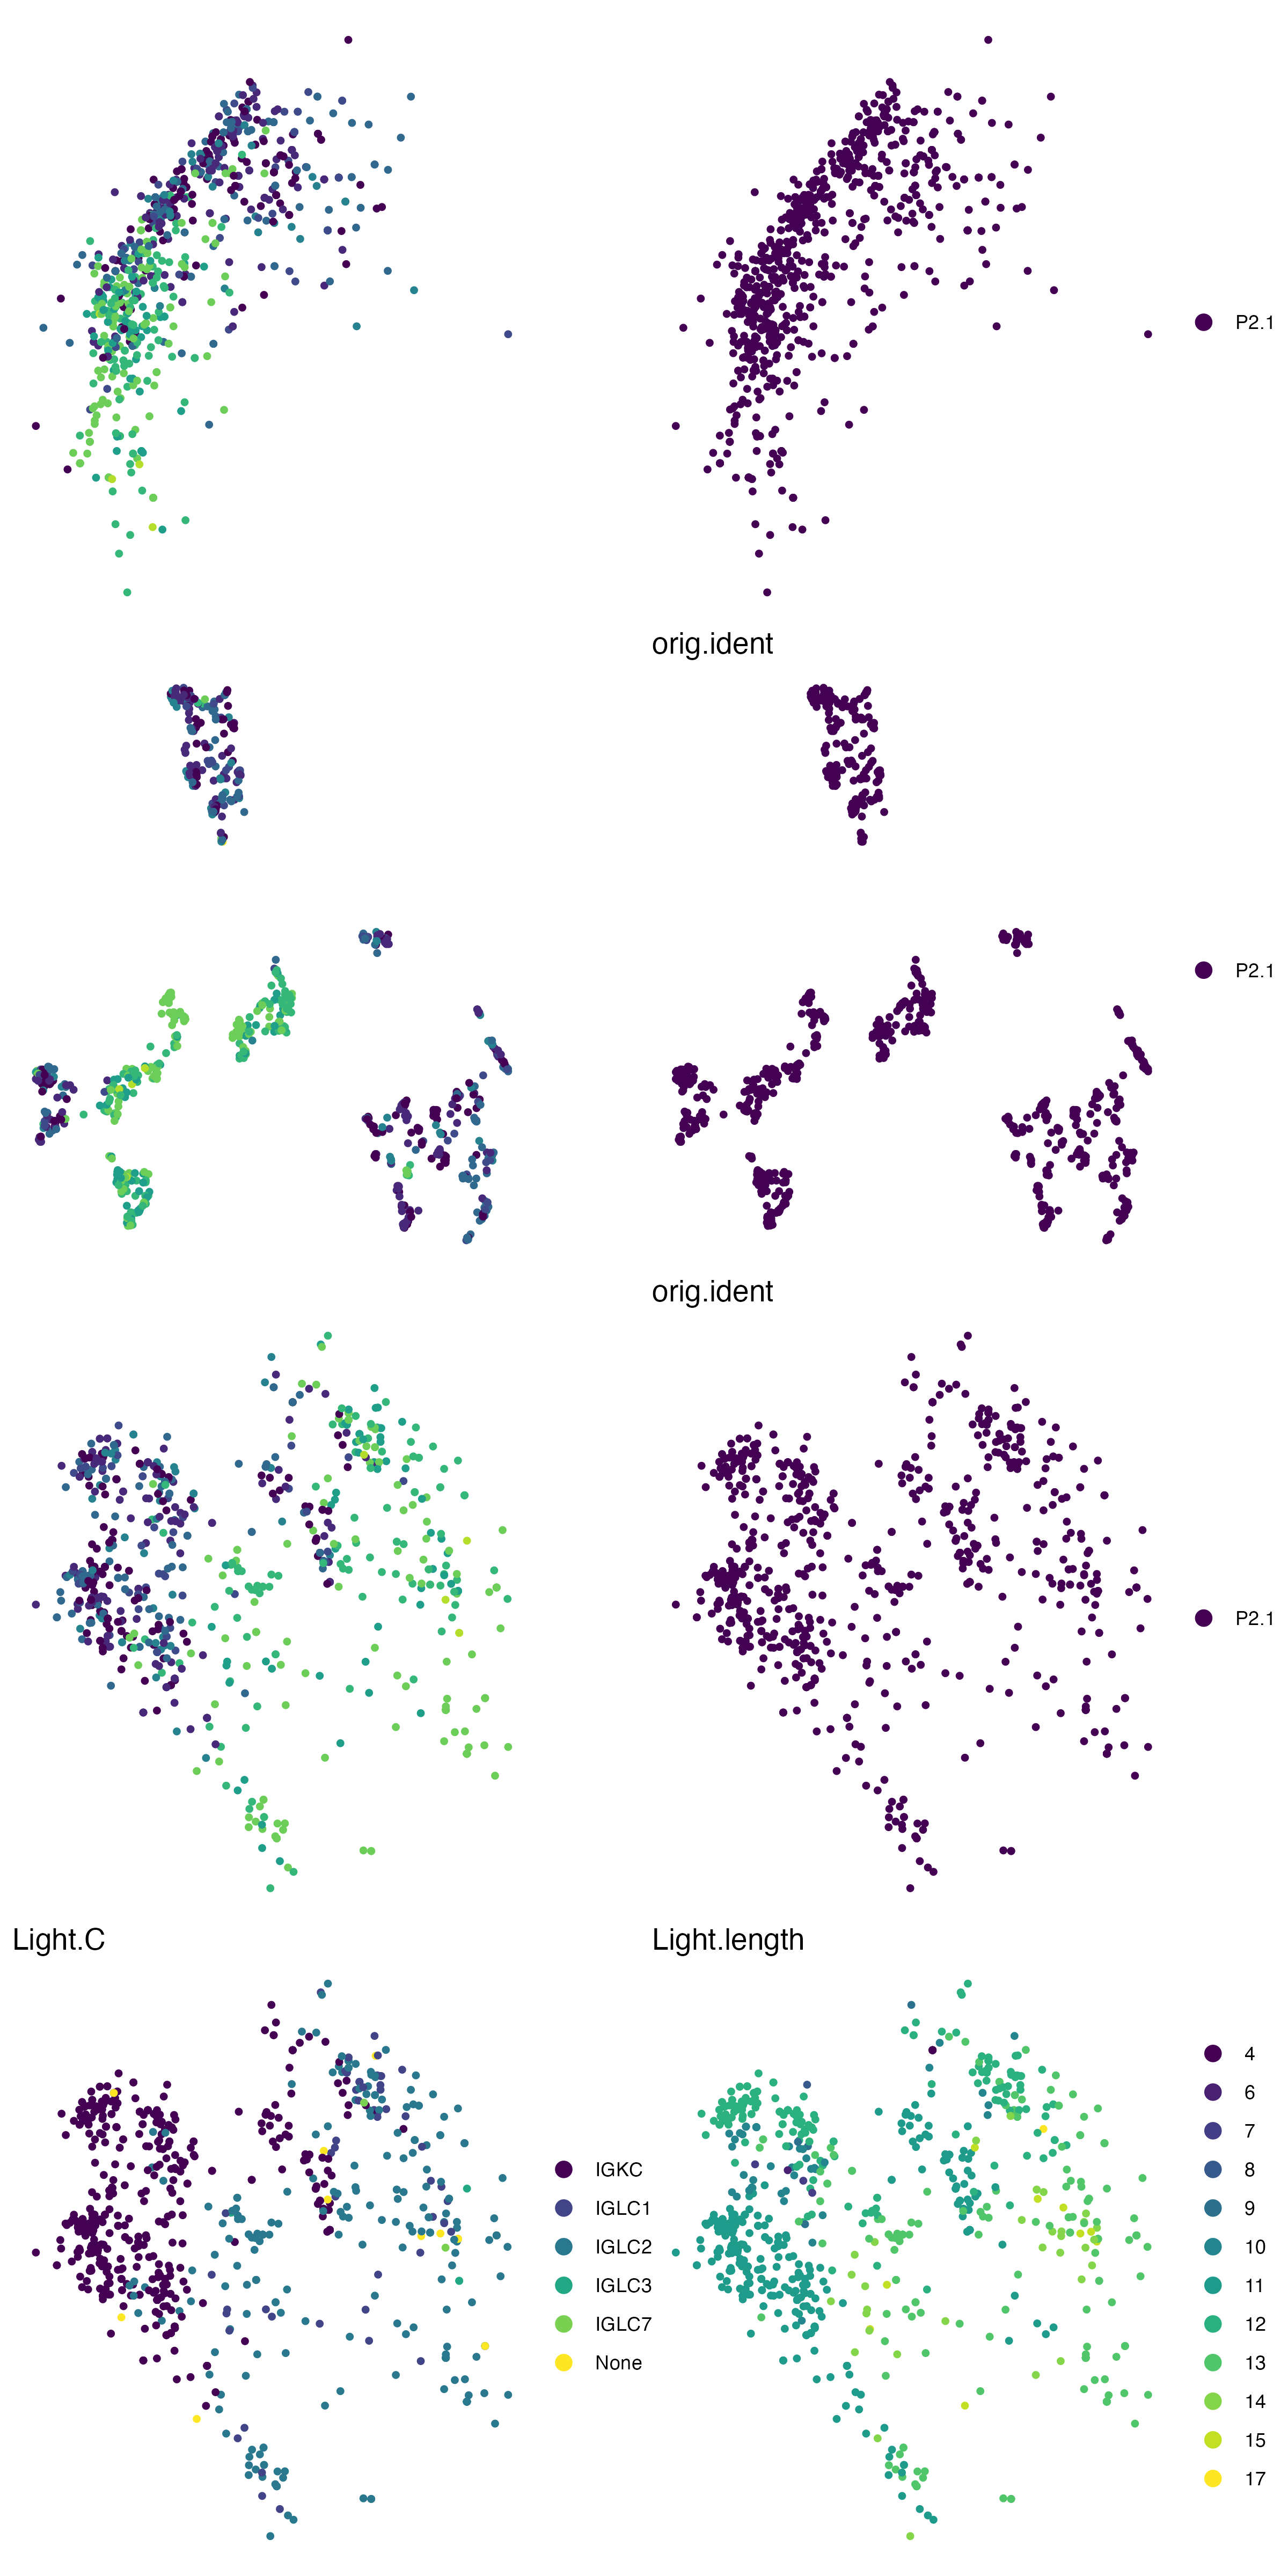 P2.1
orig.ident
P2.1
orig.ident
P2.1
Light.C
IGKC
IGLC1
IGLC2
IGLC3
IGLC7
None
Light.length
4
6
7
8
9
10
11
12
13
14
15
17